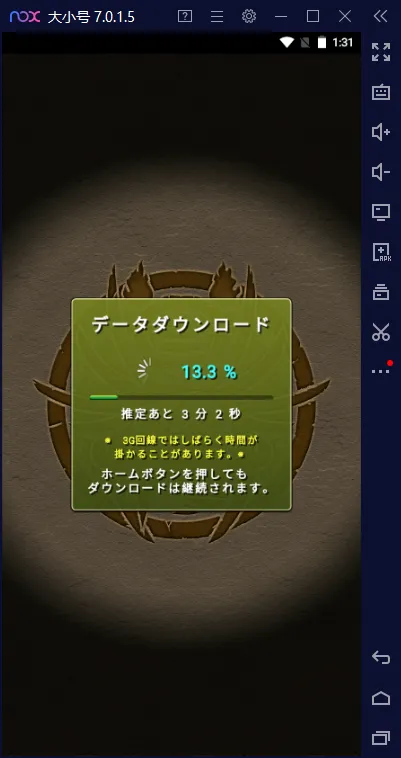 nox 大小号 7.0.1.5
1:31
データダウンロード
13.3 %
推定あと 3 分 2 秒
※ 3G回線ではしばらく時間が
掛かることがあります。※
ホームボタンを押しても
ダウンロードは継続されます。
APK